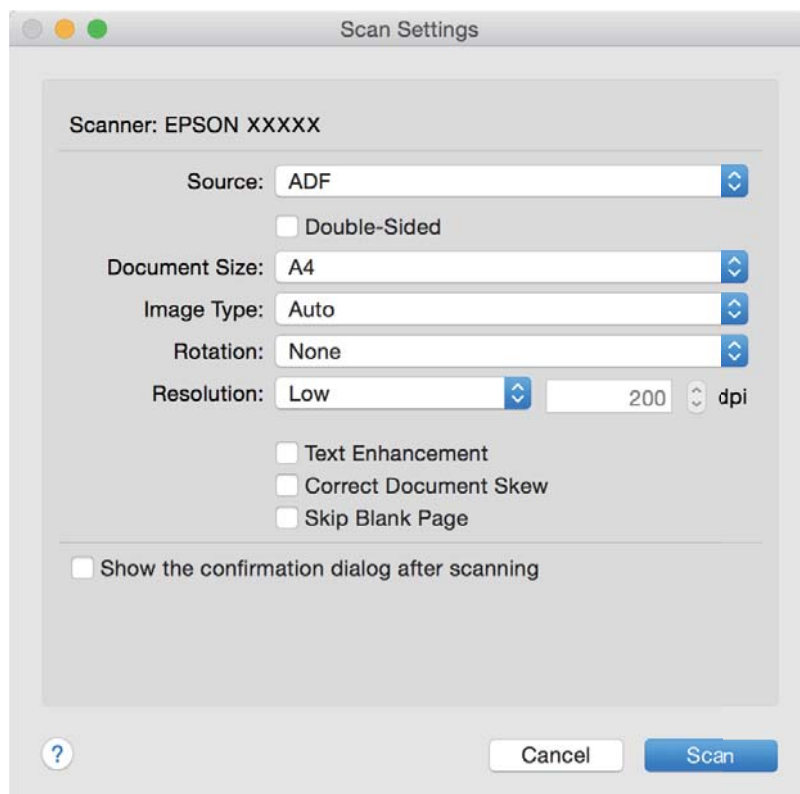 Scan Settings
Scanner: EPSON XXXXX
Source: ADF
Double-Sided
Document Size: A4
Image Type: Auto
Rotation: None
Resolution: Low 200 dpi
Text Enhancement
Correct Document Skew
Skip Blank Page
Show the confirmation dialog after scanning
? Cancel Scan